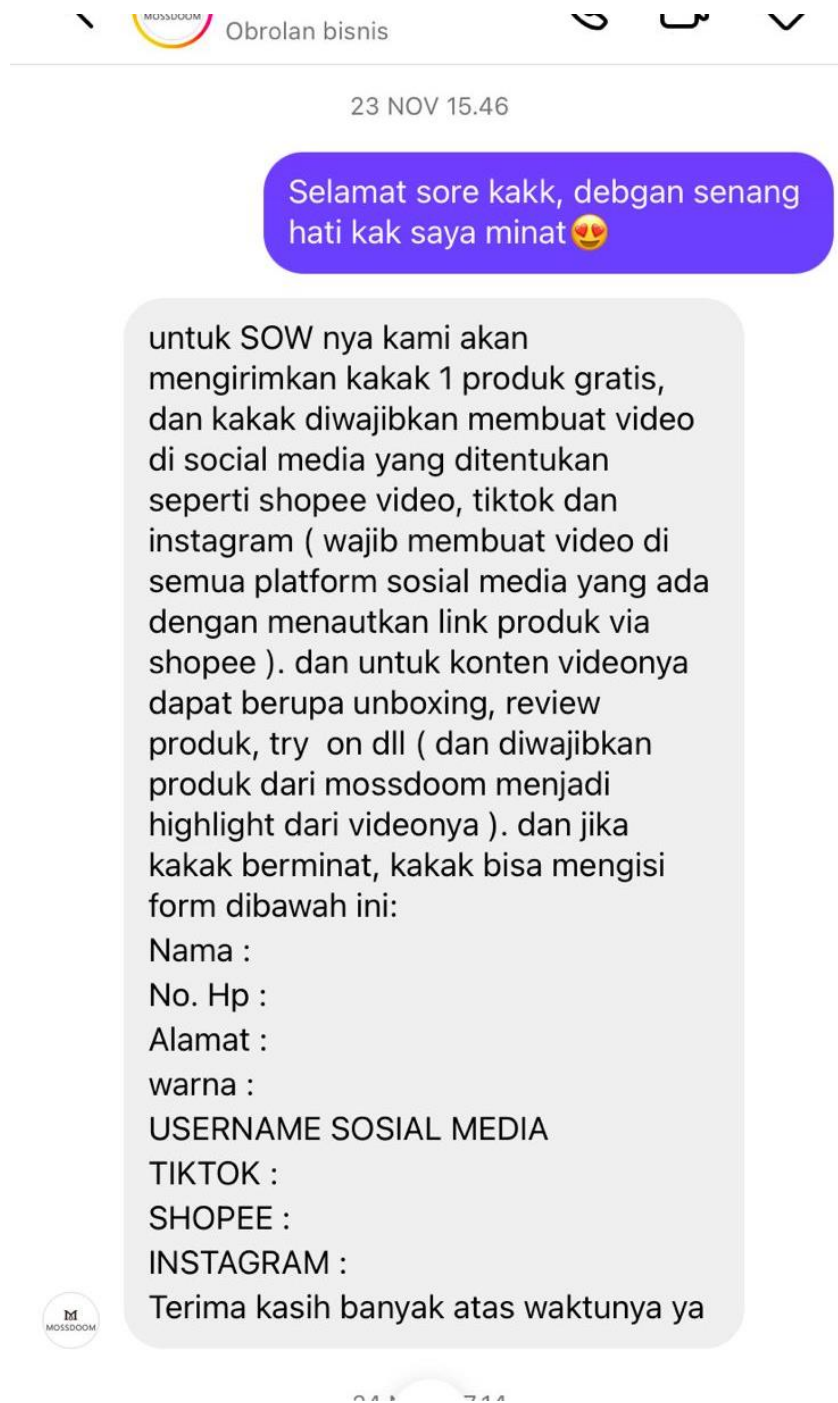 MOSSDOOM
Obrolan bisnis
23 NOV 15.46
Selamat sore kakk, debgan senang
hati kak saya minat😍
untuk SOW nya kami akan
mengirimkan kakak 1 produk gratis,
dan kakak diwajibkan membuat video
di social media yang ditentukan
seperti shopee video, tiktok dan
instagram ( wajib membuat video di
semua platform sosial media yang ada
dengan menautkan link produk via
shopee ). dan untuk konten videonya
dapat berupa unboxing, review
produk, try  on dll ( dan diwajibkan
produk dari mossdoom menjadi
highlight dari videonya ). dan jika
kakak berminat, kakak bisa mengisi
form dibawah ini:
Nama :
No. Hp :
Alamat :
warna :
USERNAME SOSIAL MEDIA
TIKTOK :
SHOPEE :
INSTAGRAM :
Terima kasih banyak atas waktunya ya
M
MOSSDOOM